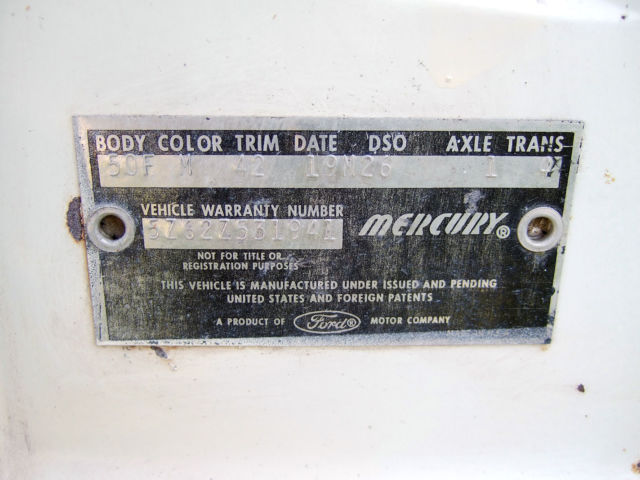 BODY COLOR TRIM DATE DSO AXLE TRANS
50F M 42 19M26 1 4
VEHICLE WARRANTY NUMBER
5Z62Z561941
MERCURY®
NOT FOR TITLE OR
REGISTRATION PURPOSES
THIS VEHICLE IS MANUFACTURED UNDER ISSUED AND PENDING
UNITED STATES AND FOREIGN PATENTS
A PRODUCT OF Ford® MOTOR COMPANY